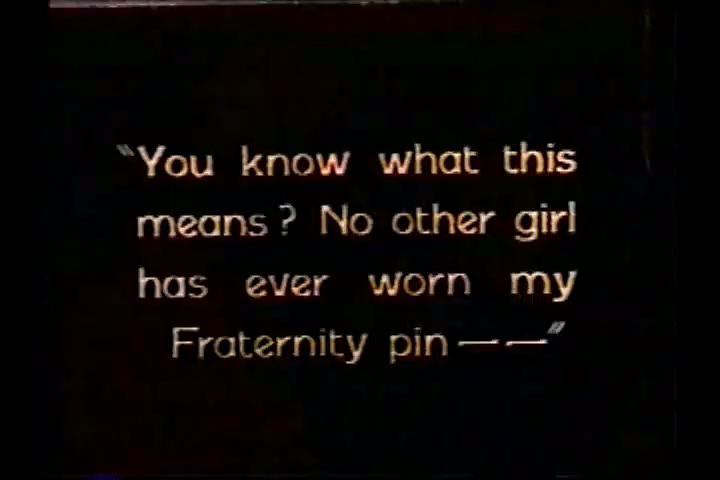 "You know what this
means? No other girl
has ever worn my
Fraternity pin — —"